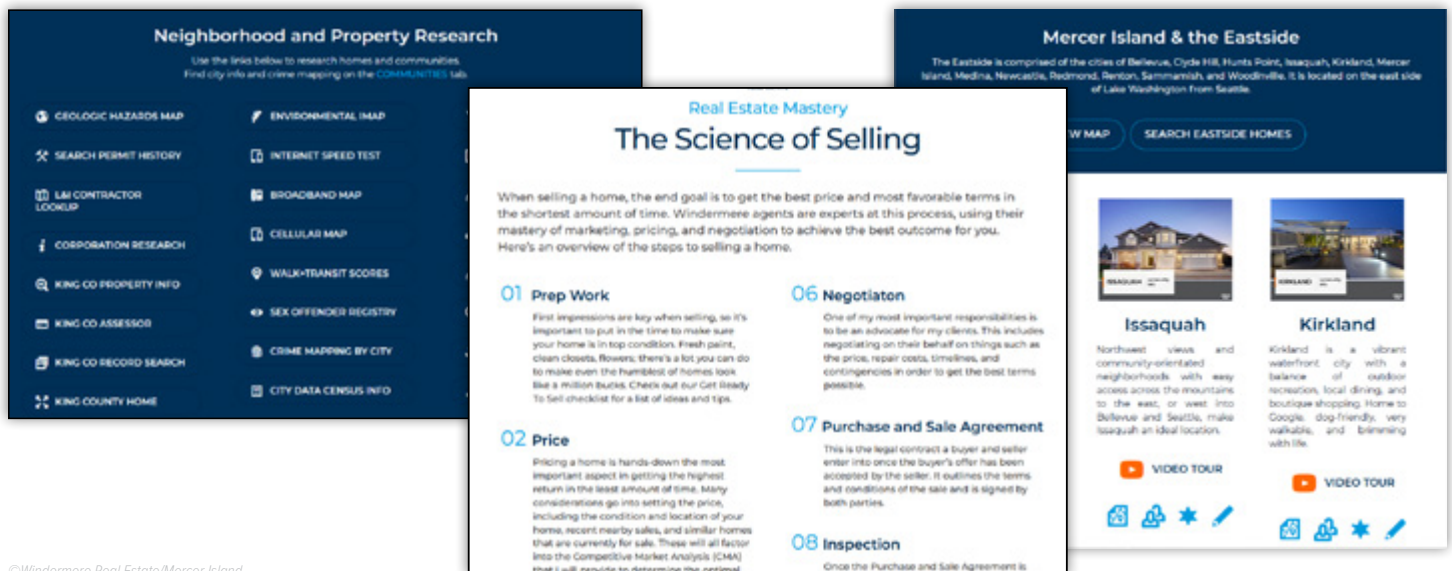 Neighborhood and Property Research
Use the links below to research homes and communities.
Find city info and crime mapping on the COMMUNITIES tab.
GEOLOGIC HAZARDS MAP
SEARCH PERMIT HISTORY
L&I CONTRACTOR
LOOKUP
CORPORATION RESEARCH
KING CO PROPERTY INFO
KING CO ASSESSOR
KING CO RECORD SEARCH
KING COUNTY HOME
ENVIRONMENTAL IMAP
INTERNET SPEED TEST
BROADBAND MAP
CELLULAR MAP
WALK+TRANSIT SCORES
SEX OFFENDER REGISTRY
CRIME MAPPING BY CITY
CITY DATA CENSUS INFO
Real Estate Mastery
The Science of Selling
When selling a home, the end goal is to get the best price and most favorable terms in
the shortest amount of time. Windermere agents are experts at this process, using their
mastery of marketing, pricing, and negotiation to achieve the best outcome for you.
Here's an overview of the steps to selling a home.
01 Prep Work
First impressions are key when selling, so it's
important to put in the time to make sure
your home is in top condition. Fresh paint,
clean closets, flowers; there's a lot you can do
to make even the humblest of homes look
like a million bucks. Check out our Get Ready
To Sell checklist for a list of ideas and tips.
02 Price
Pricing a home is hands-down the most
important aspect in getting the highest
return in the least amount of time. Many
considerations go into setting the price,
including the condition and location of your
home, recent nearby sales, and similar homes
that are currently for sale. These will all factor
into the Competitive Market Analysis (CMA)
that I will provide to determine the optimal
06 Negotiaton
One of my most important responsibilities is
to be an advocate for my clients. This includes
negotiating on their behalf on things such as
the price, repair costs, timelines, and
contingencies in order to get the best terms
possible.
07 Purchase and Sale Agreement
This is the legal contract a buyer and seller
enter into once the buyer's offer has been
accepted by the seller. It outlines the terms
and conditions of the sale and is signed by
both parties.
08 Inspection
Once the Purchase and Sale Agreement is
Mercer Island & the Eastside
The Eastside is comprised of the cities of Bellevue, Clyde Hill, Hunts Point, Issaquah, Kirkland, Mercer
Island, Medina, Newcastle, Redmond, Renton, Sammamish, and Woodinville. It is located on the east side
of Lake Washington from Seattle.
W MAP
SEARCH EASTSIDE HOMES
ISSAQUAH
KIRKLAND
Issaquah
Northwest views and
community-orientated
neighborhoods with easy
access across the mountains
to the east, or west into
Bellevue and Seattle, make
Issaquah an ideal location.
VIDEO TOUR
Kirkland
Kirkland is a vibrant
waterfront city with a
balance of outdoor
recreation, local dining, and
boutique shopping. Home to
Google, dog-friendly, very
walkable, and brimming
with life.
VIDEO TOUR
©Windermere Real Estate/Mercer Island